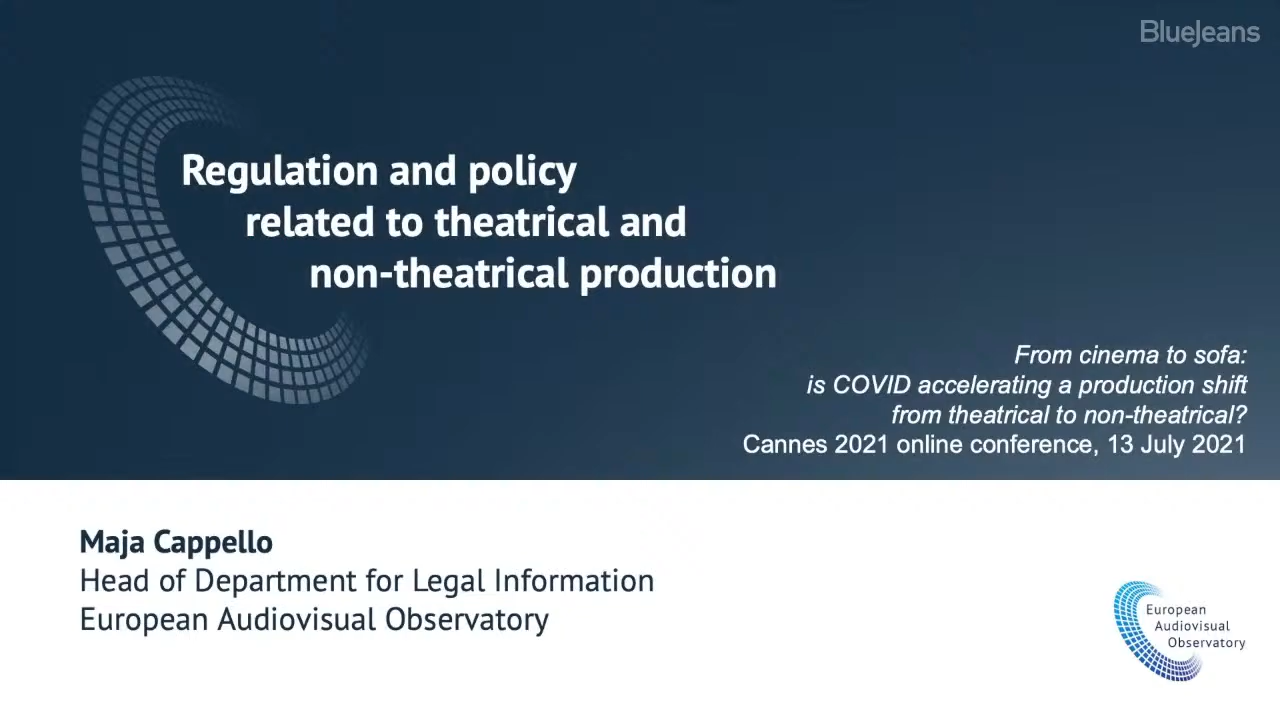 BlueJeans
Regulation and policy
related to theatrical and
non-theatrical production
From cinema to sofa:
is COVID accelerating a production shift
from theatrical to non-theatrical?
Cannes 2021 online conference, 13 July 2021
Maja Cappello
Head of Department for Legal Information
European Audiovisual Observatory
European
Audiovisual
Observatory